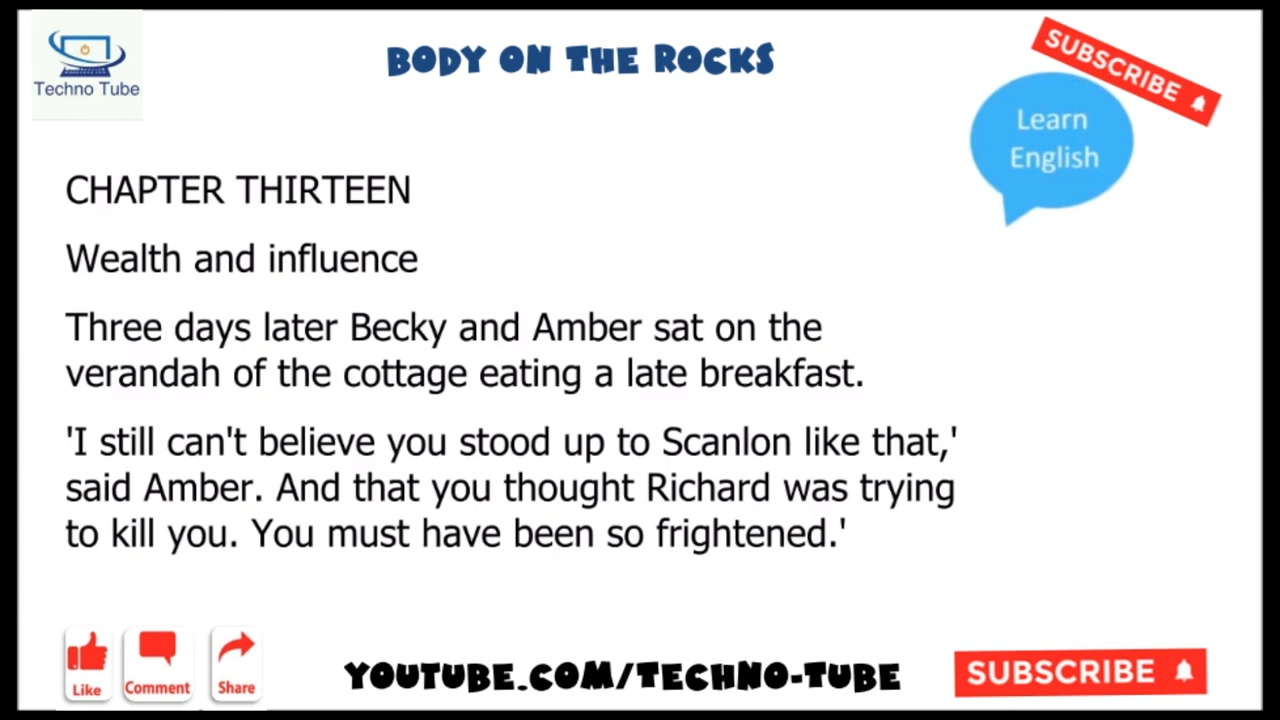 Techno Tube
BODY ON THE ROCKS
SUBSCRIBE
Learn
English
CHAPTER THIRTEEN
Wealth and influence
Three days later Becky and Amber sat on the
verandah of the cottage eating a late breakfast.
'I still can't believe you stood up to Scanlon like that,'
said Amber. And that you thought Richard was trying
to kill you. You must have been so frightened.'
Like
Comment
Share
YOUTUBE.COM/TECHNO-TUBE
SUBSCRIBE